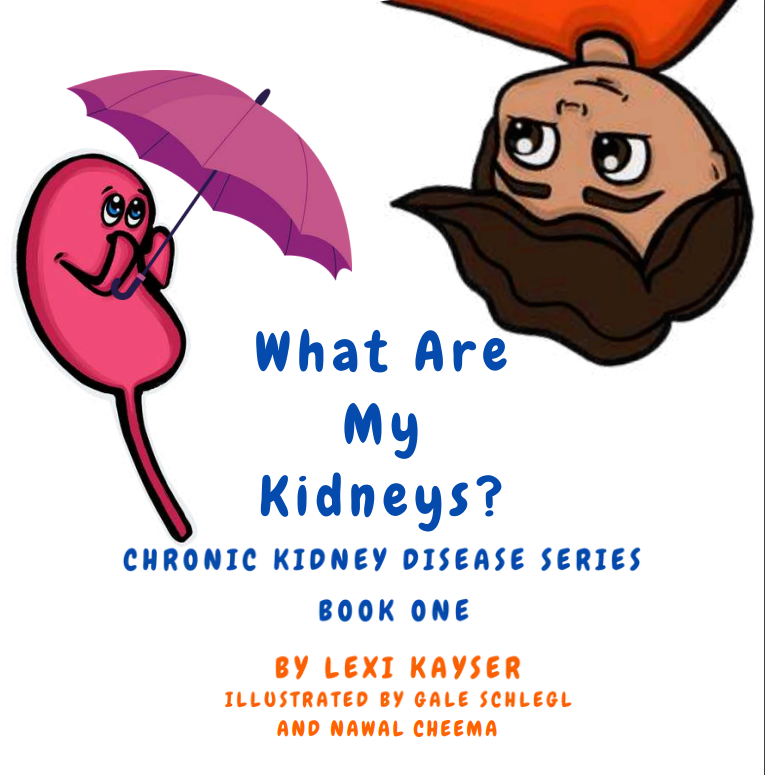 What Are
My
Kidneys?
CHRONIC KIDNEY DISEASE SERIES
BOOK ONE
BY LEXI KAYSER
ILLUSTRATED BY GALE SCHLEGL
AND NAWAL CHEEMA